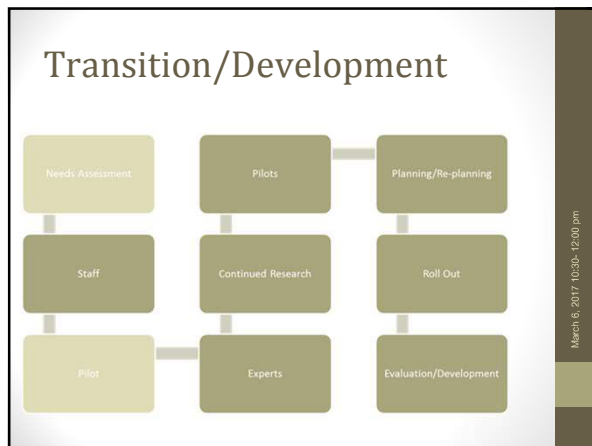 Transition/Development
Needs Assessment
Staff
Pilot
Experts
Continued Research
Pilots
Planning/Re-planning
Roll Out
Evaluation/Development
March 6, 2017 10:30- 12:00 pm